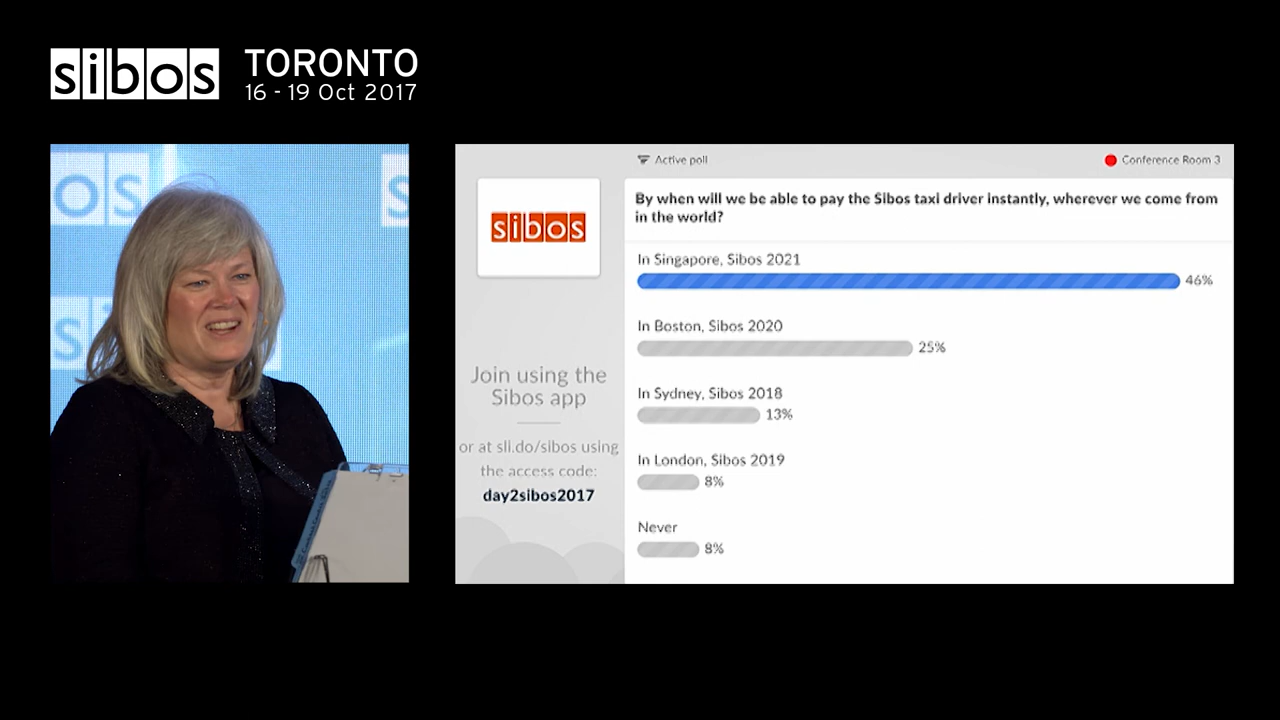 sibos TORONTO
16 - 19 Oct 2017
os
s
si
Active poll
Conference Room 3
sibos
By when will we be able to pay the Sibos taxi driver instantly, wherever we come from
in the world?
In Singapore, Sibos 2021
46%
In Boston, Sibos 2020
25%
In Sydney, Sibos 2018
13%
In London, Sibos 2019
8%
Never
8%
Join using the
Sibos app
or at sli.do/sibos using
the access code:
day2sibos2017